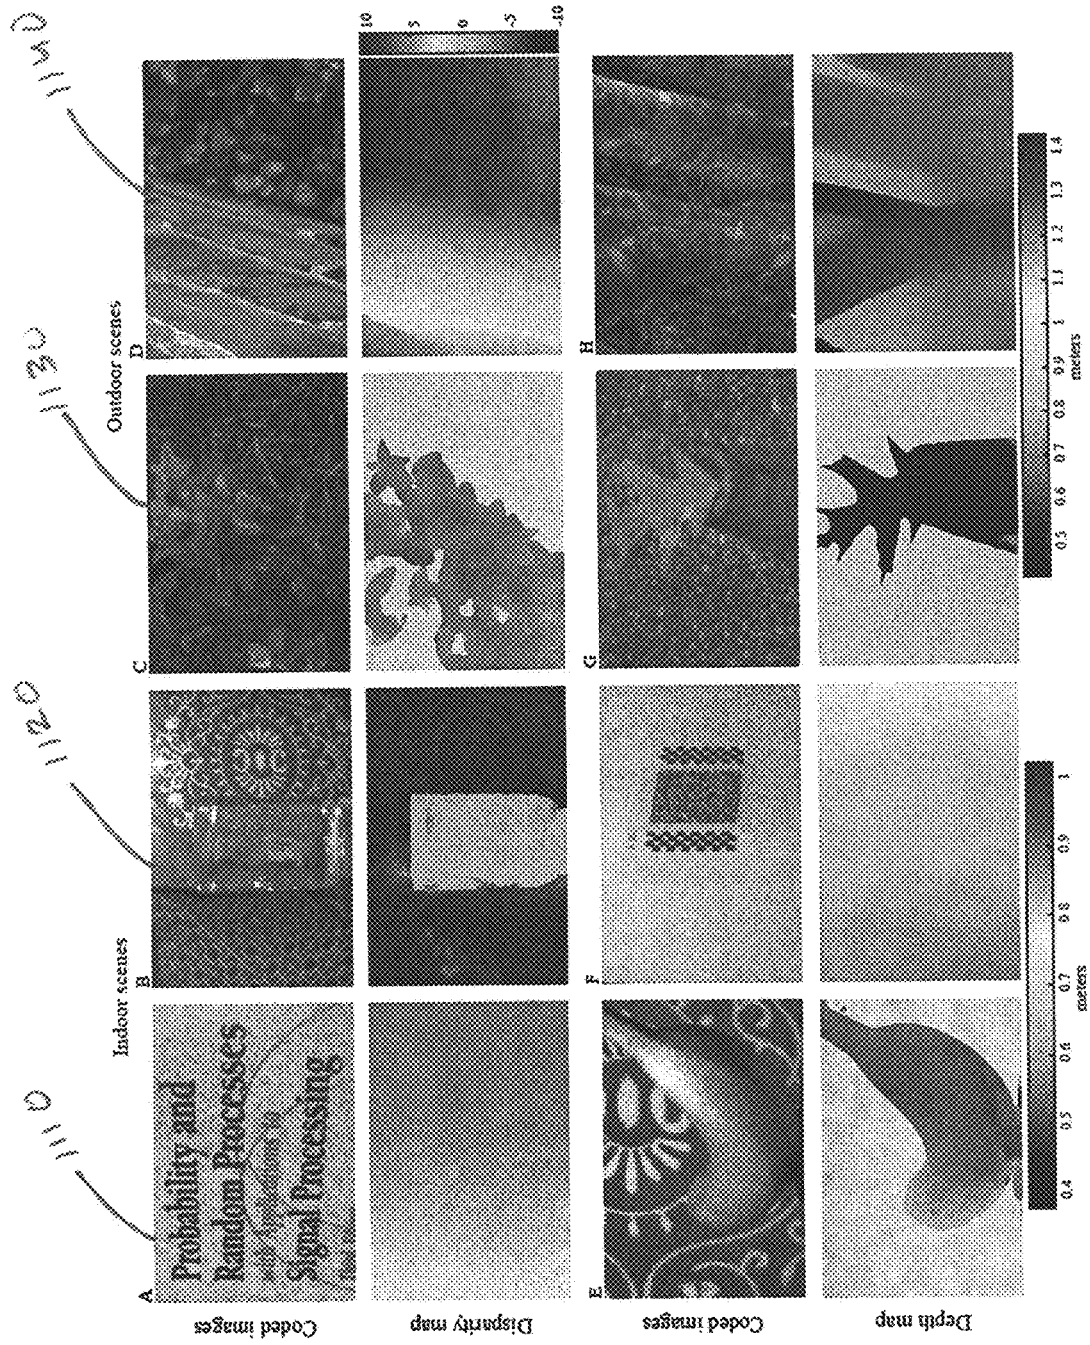 1110
1120
1130
1140
Indoor scenes
Outdoor scenes
A
B
C
D
Coded images
Probability and
Random Processes
with Applications to
Signal Processing
Disparity map
10
5
0
-5
-10
E
F
G
H
Coded images
Depth map
0.4
0.5
0.6
0.7
0.8
0.9
1
meters
0.5
0.6
0.7
0.8
0.9
1
1.1
1.2
1.3
1.4
meters